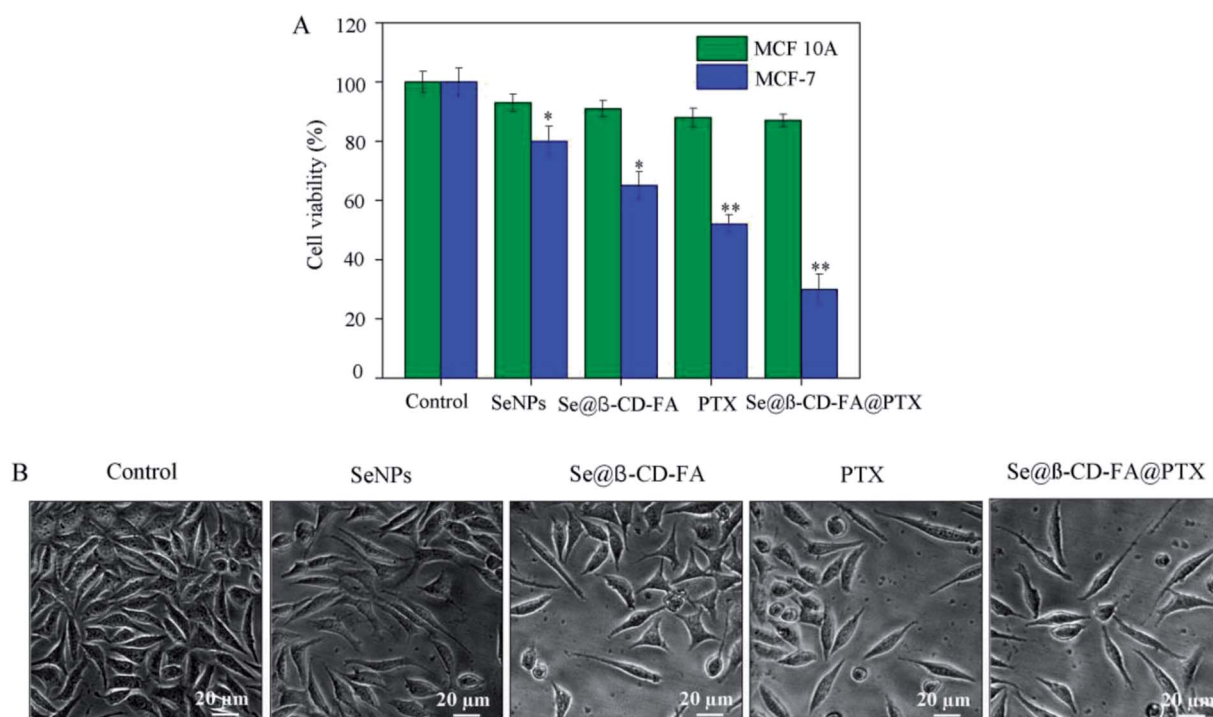 A
120
100
80
60
40
20
0
Cell viability (%)
MCF 10A
MCF-7
*
*
**
**
Control SeNPs Se@ß-CD-FA PTX Se@ß-CD-FA@PTX
B
Control SeNPs Se@ß-CD-FA PTX Se@ß-CD-FA@PTX
20 µm 20 µm 20 µm 20 µm 20 µm